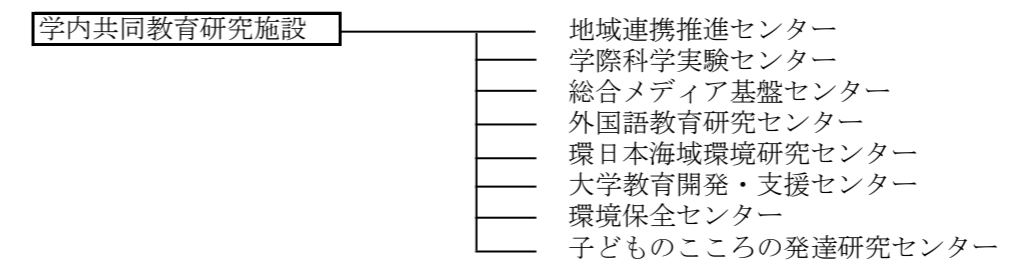 学内共同教育研究施設
地域連携推進センター
学際科学実験センター
総合メディア基盤センター
外国語教育研究センター
環日本海域環境研究センター
大学教育開発・支援センター
環境保全センター
子どものこころの発達研究センター